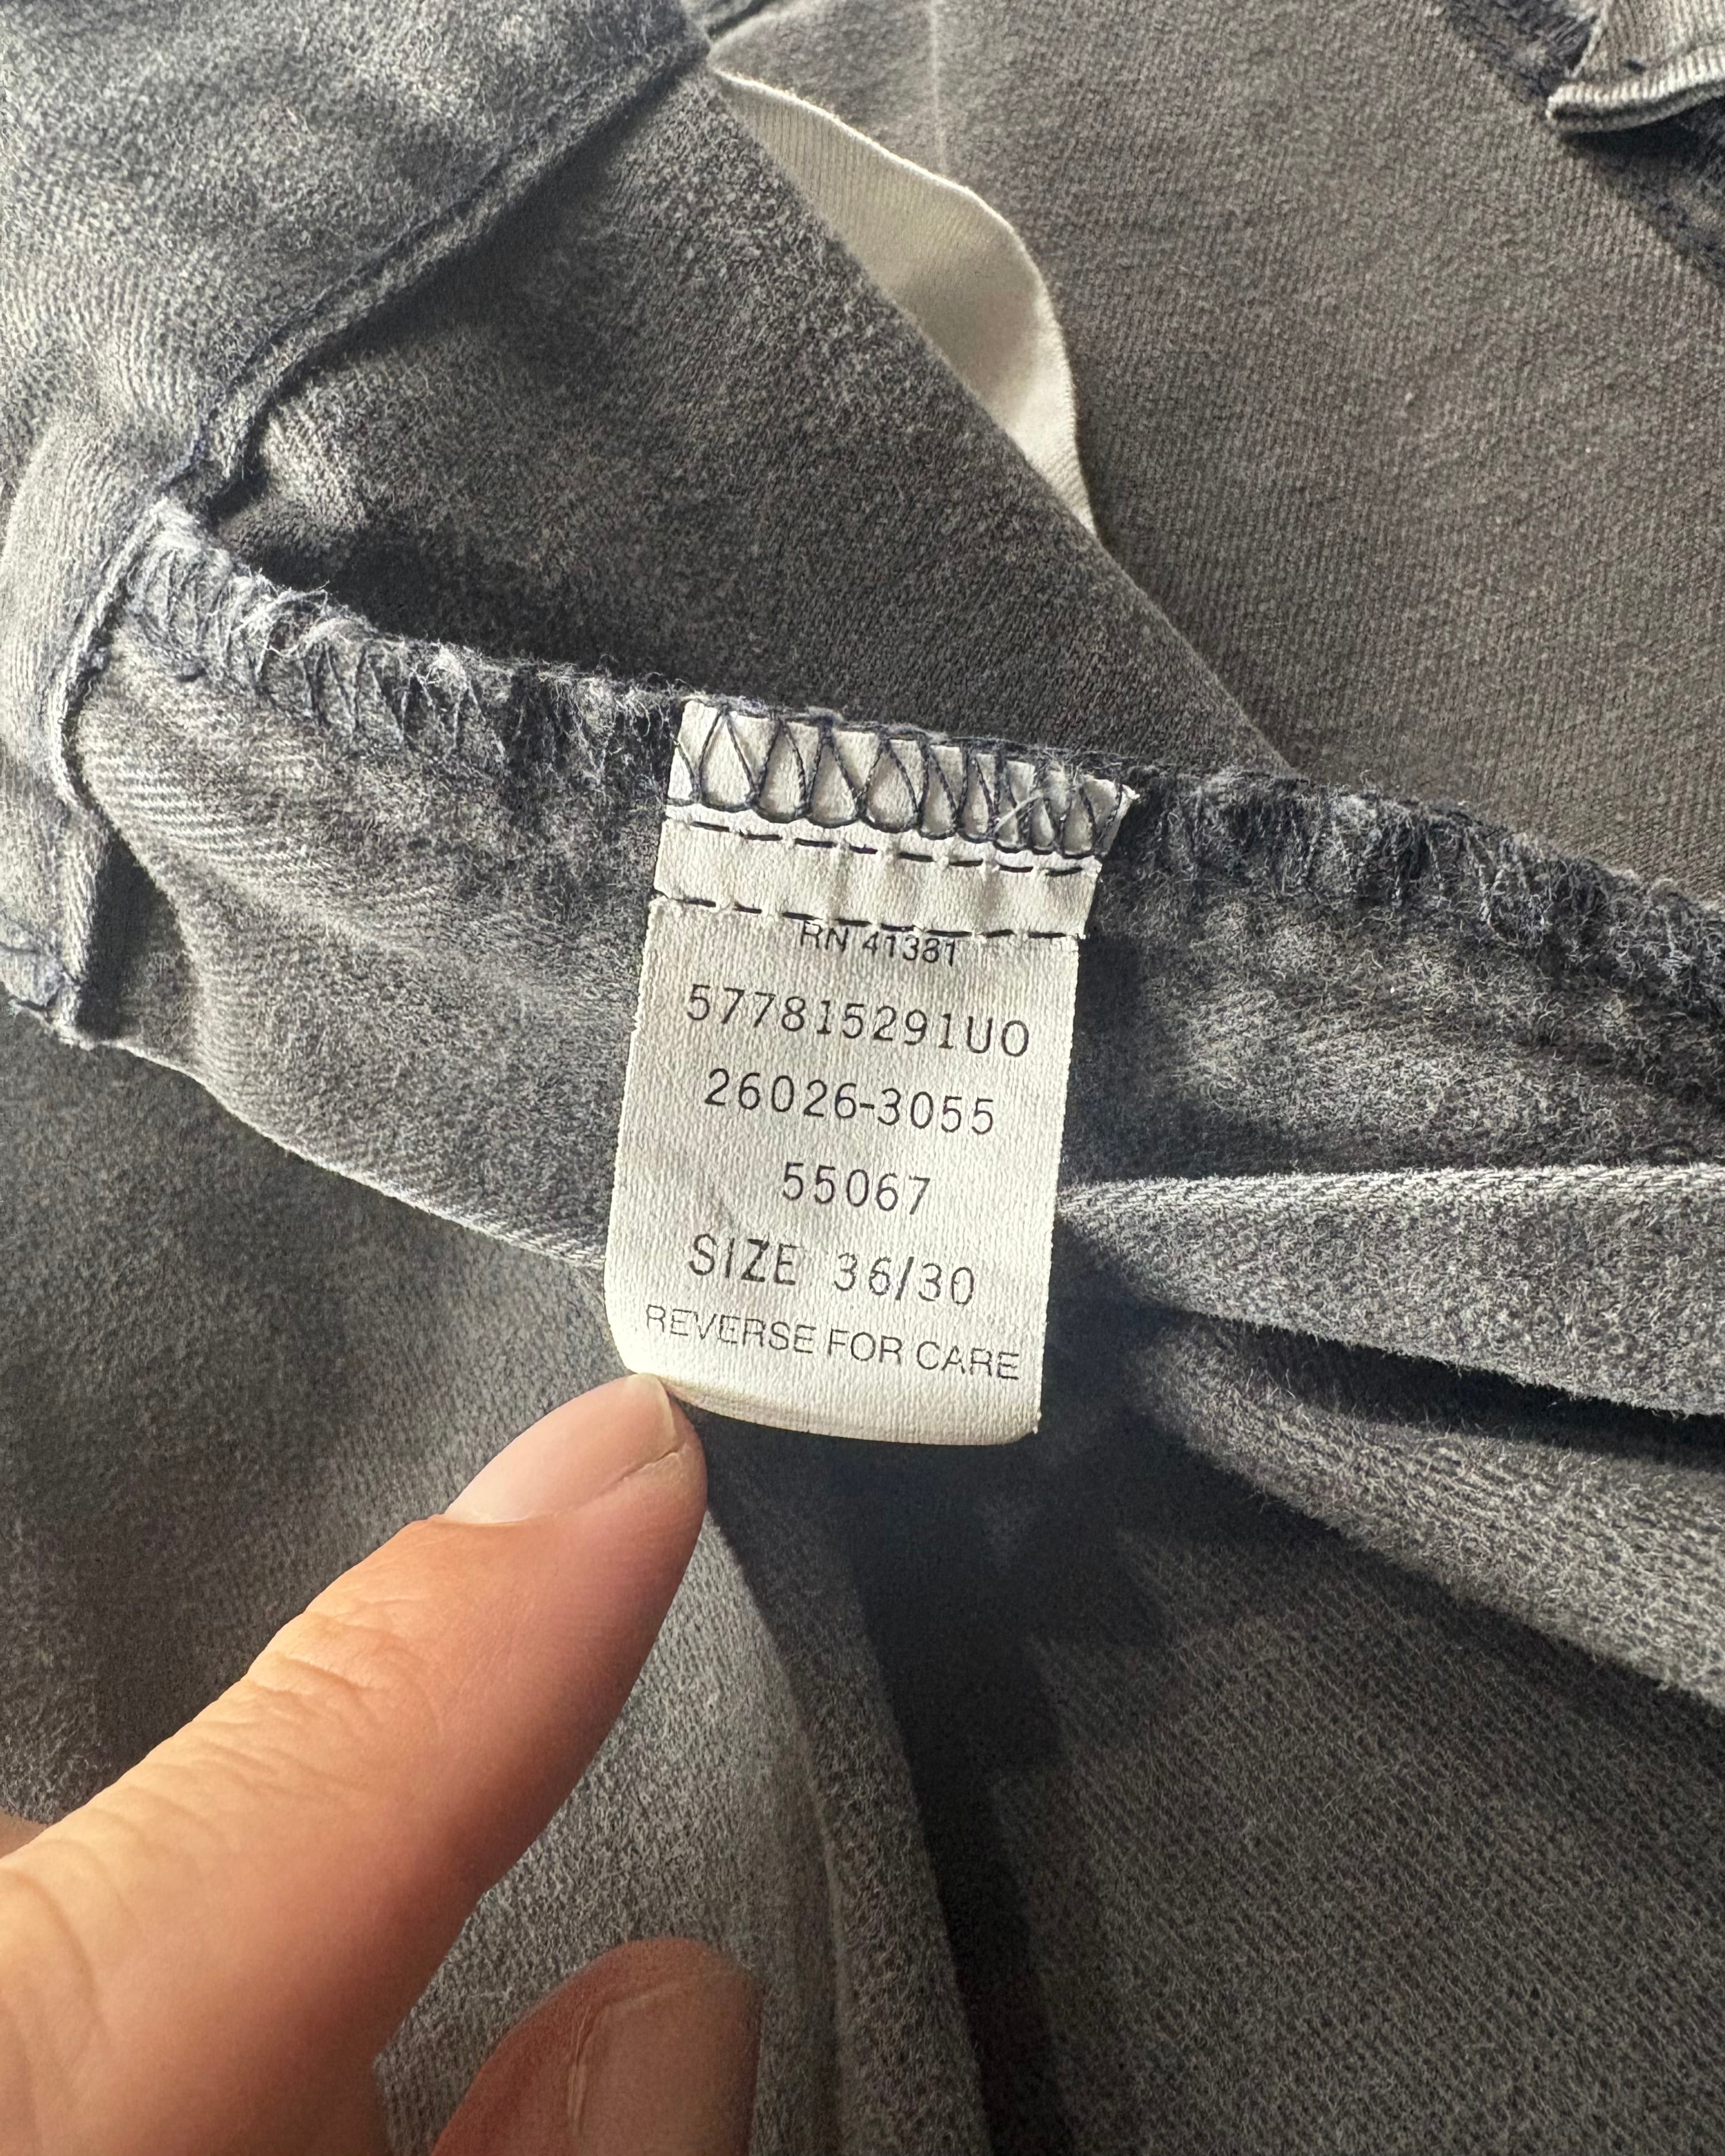 RN 41381
577815291UO
26026-3055
55067
SIZE 36/30
REVERSE FOR CARE